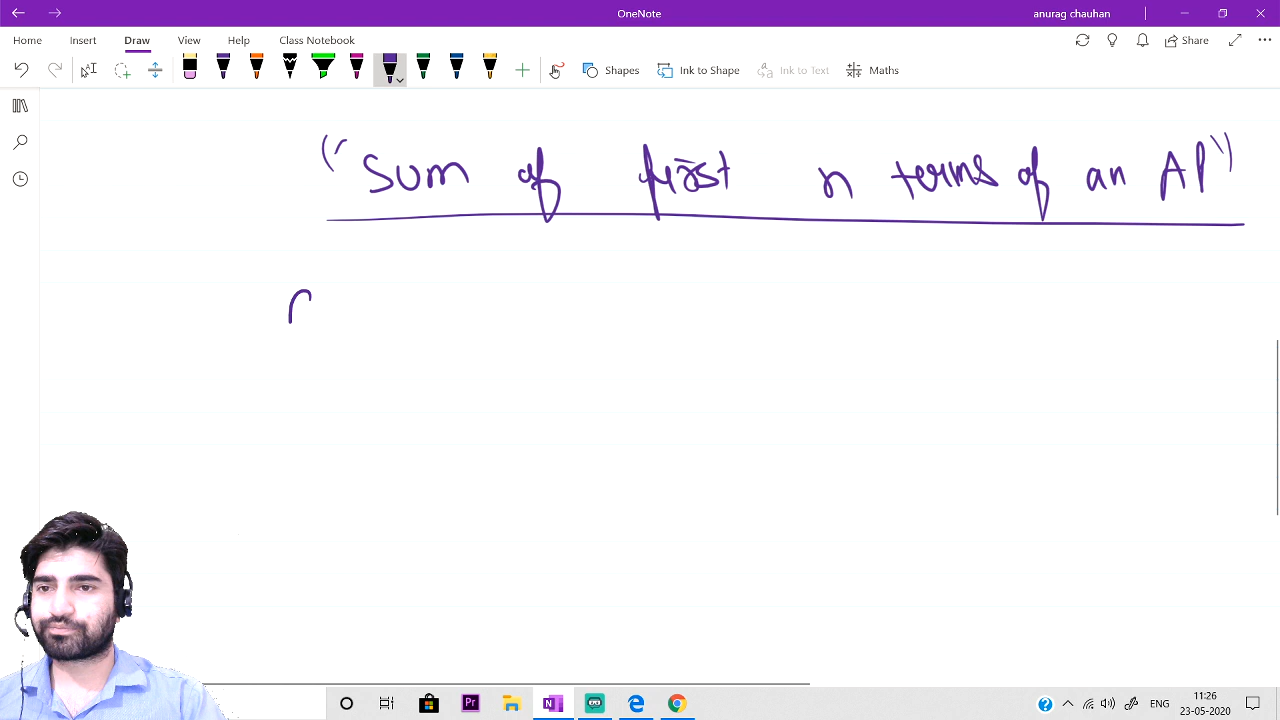 OneNote
anurag chauhan
Home Insert Draw View Help Class Notebook
Share
Shapes Ink to Shape Ink to Text Maths
"Sum of first n terms of an AP"
Pr
ENG
11:26
23-05-2020